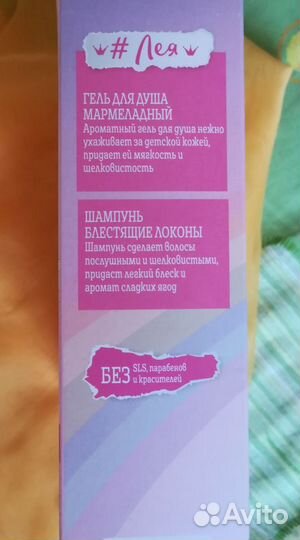 # Лея
ГЕЛЬ ДЛЯ ДУША
МАРМЕЛАДНЫЙ
Ароматный гель для душа нежно
ухаживает за детской кожей,
придает ей мягкость и
шелковистость
ШАМПУНЬ
БЛЕСТЯЩИЕ ЛОКОНЫ
Шампунь сделает волосы
послушными и шелковистыми,
придаст легкий блеск и
аромат сладких ягод
БЕЗ SLS, парабенов
и красителей
Avito